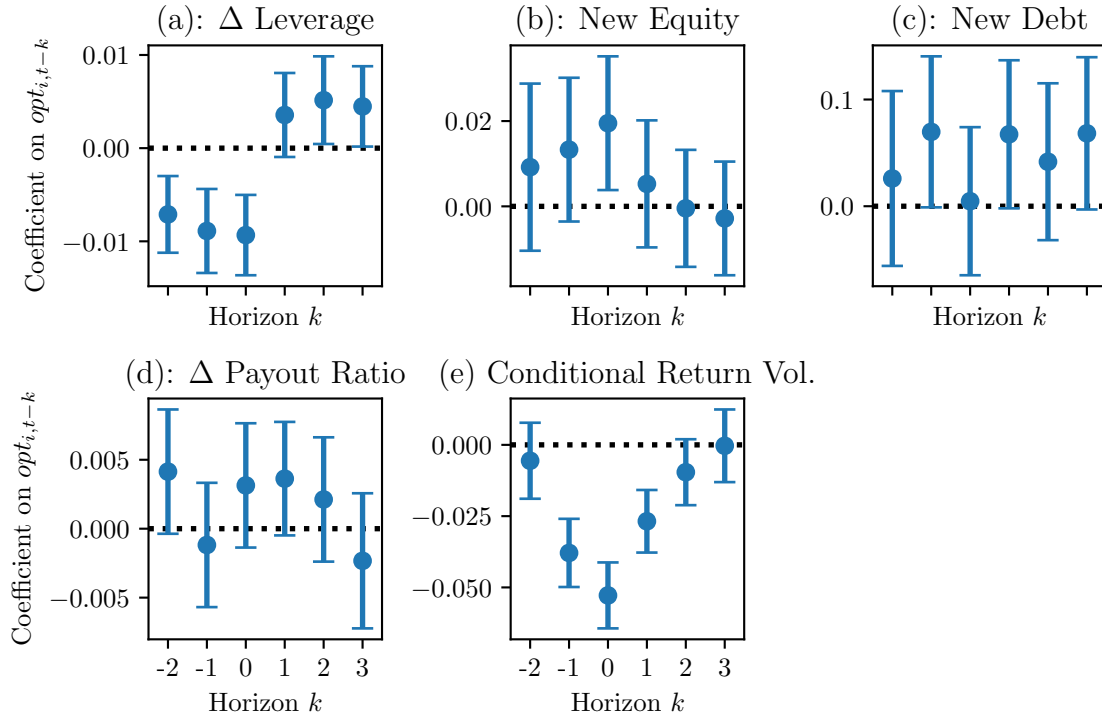 (a): Δ Leverage
(b): New Equity
(c): New Debt
Coefficient on opt_{i,t−k}
0.01
0.00
−0.01
0.02
0.00
0.1
0.0
Horizon k
Horizon k
Horizon k
(d): Δ Payout Ratio
(e) Conditional Return Vol.
Coefficient on opt_{i,t−k}
0.005
0.000
−0.005
0.000
−0.025
−0.050
-2 -1 0 1 2 3
-2 -1 0 1 2 3
Horizon k
Horizon k